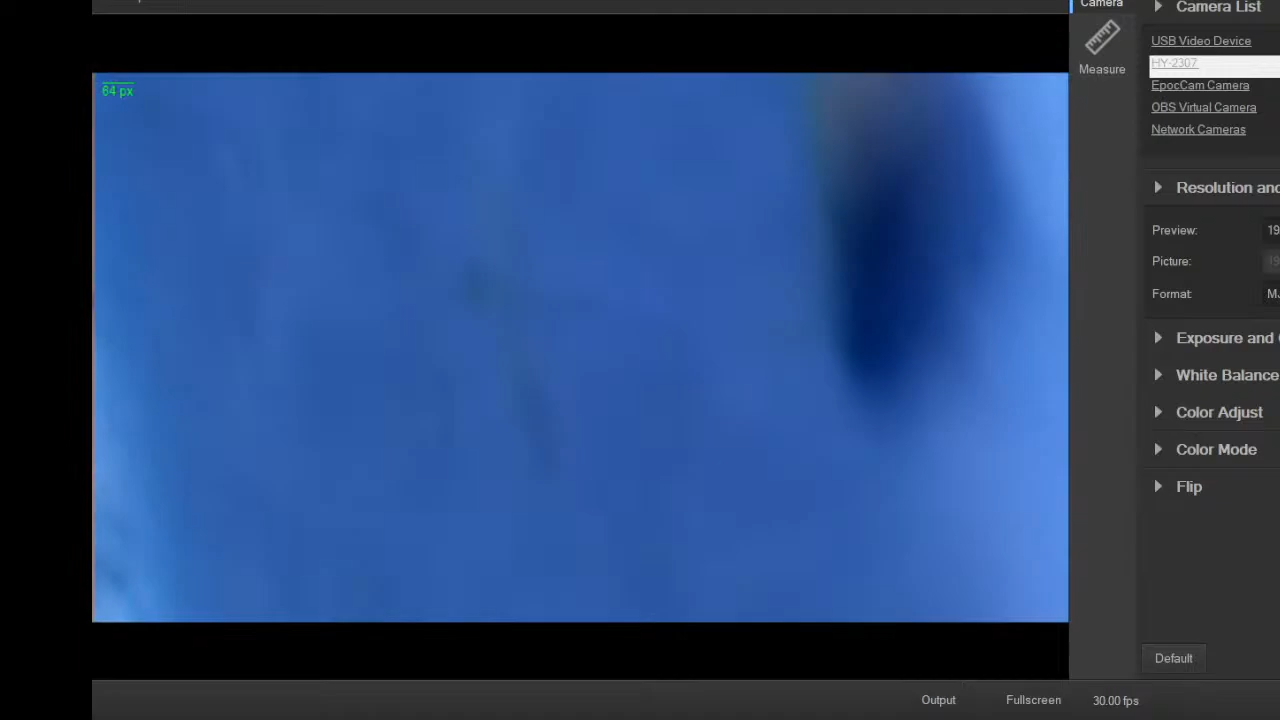 Camera
Camera List
USB Video Device
HY-2307
EpocCam Camera
OBS Virtual Camera
Network Cameras
Measure
64 px
Resolution and
Preview:
19
Picture:
Format:
Exposure and
White Balance
Color Adjust
Color Mode
Flip
Default
Output
Fullscreen
30.00 fps